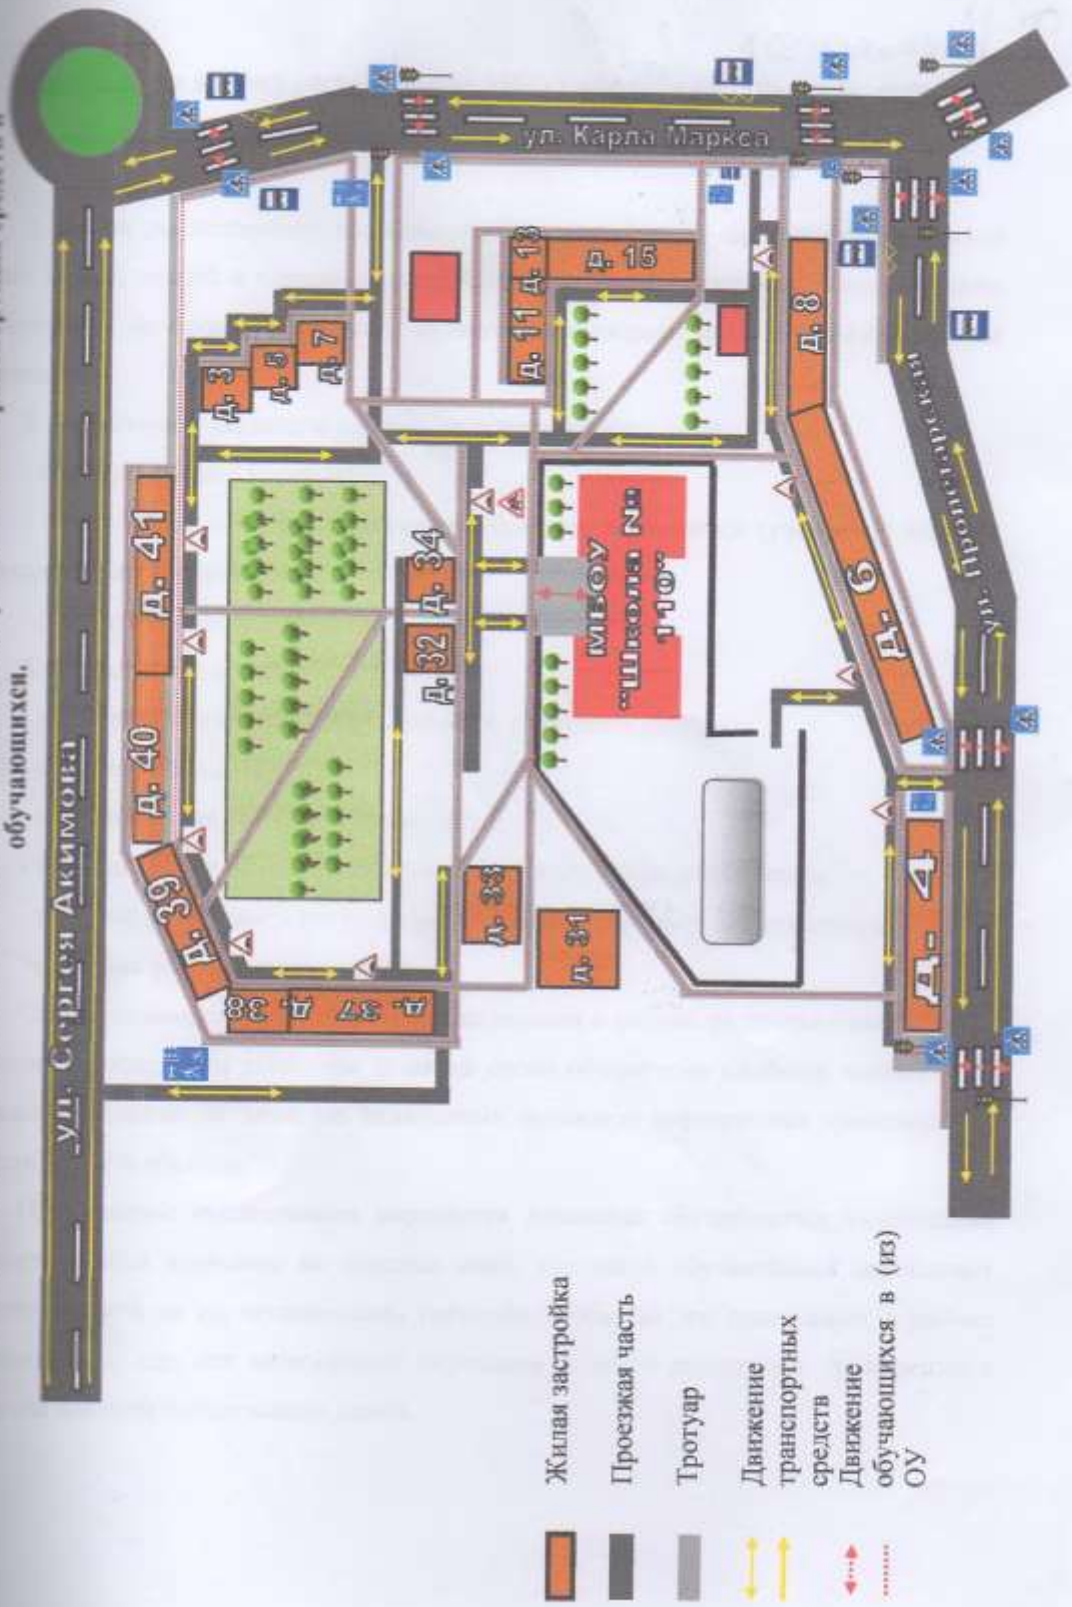 обучающихся.
ул. Сергея Акимова
ул. Карла Маркса
ул. Пролетарская
д. 41
д. 40
д. 39
д. 38
д. 37
д. 3
д. 5
д. 7
д. 11
д. 13
д. 15
д. 34
д. 32
д. 33
д. 31
МБОУ
"Школа №
110"
д. 8
д. 6
д. 4
Жилая застройка
Проезжая часть
Тротуар
Движение
транспортных
средств
Движение
обучающихся в (из)
ОУ